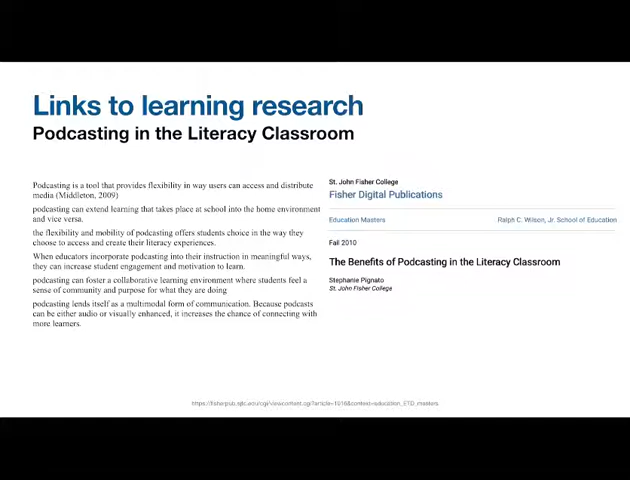 Links to learning research
Podcasting in the Literacy Classroom
Podcasting is a tool that provides flexibility in way users can access and distribute
media (Middleton, 2009)
podcasting can extend learning that takes place at school into the home environment
and vice versa.
the flexibility and mobility of podcasting offers students choice in the way they
choose to access and create their literacy experiences.
When educators incorporate podcasting into their instruction in meaningful ways,
they can increase student engagement and motivation to learn.
podcasting can foster a collaborative learning environment where students feel a
sense of community and purpose for what they are doing
podcasting lends itself as a multimodal form of communication. Because podcasts
can be either audio or visually enhanced, it increases the chance of connecting with
more learners.
St. John Fisher College
Fisher Digital Publications
Education Masters
Ralph C. Wilson, Jr. School of Education
Fall 2010
The Benefits of Podcasting in the Literacy Classroom
Stephanie Pignato
St. John Fisher College